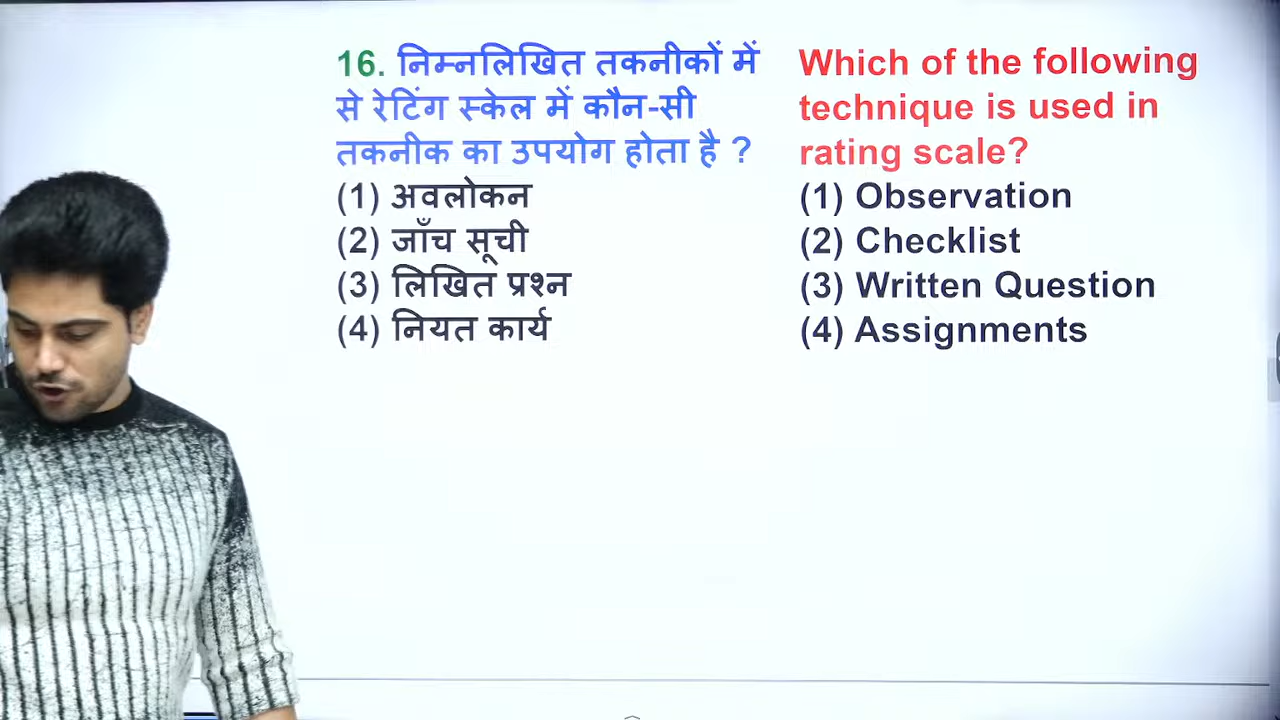 16. निम्नलिखित तकनीकों में
से रेटिंग स्केल में कौन-सी
तकनीक का उपयोग होता है ?
(1) अवलोकन
(2) जाँच सूची
(3) लिखित प्रश्न
(4) नियत कार्य
Which of the following
technique is used in
rating scale?
(1) Observation
(2) Checklist
(3) Written Question
(4) Assignments